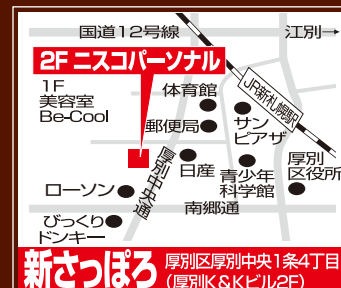 国道12号線
江別→
2F ニスコパーソナル
1F
美容室
Be-Cool
体育館
JR新札幌駅
郵便局
サン
ピアザ
厚別中央通
日産
青少年
科学館
厚別
区役所
ローソン
南郷通
びっくり
ドンキー
新さっぽろ
厚別区厚別中央1条4丁目
(厚別K&Kビル2F)